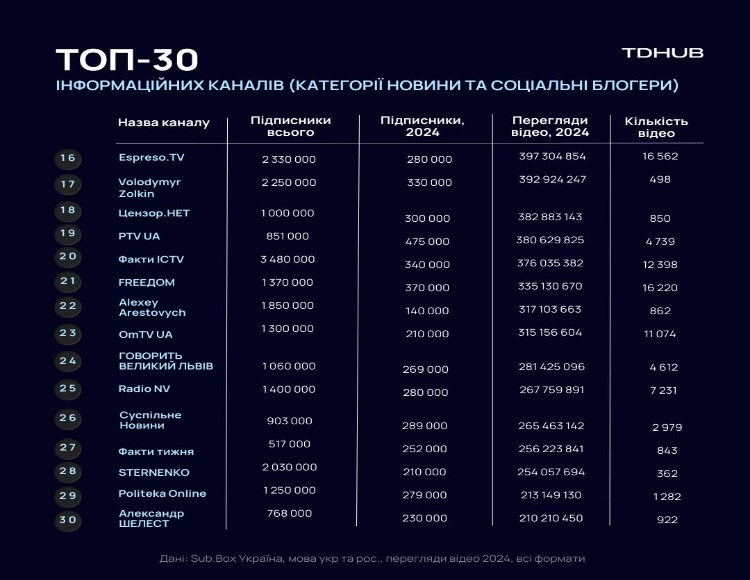 ТОП-30
TDHUB
ІНФОРМАЦІЙНИХ КАНАЛІВ (КАТЕГОРІЇ НОВИНИ ТА СОЦІАЛЬНІ БЛОГЕРИ)
Назва каналу Підписники всього Підписники, 2024 Перегляди відео, 2024 Кількість відео
16 Espreso.TV 2 330 000 280 000 397 304 854 16 562
17 Volodymyr Zolkin 2 250 000 330 000 392 924 247 498
18 Цензор.НЕТ 1 000 000 300 000 382 883 143 850
19 PTV UA 851 000 475 000 380 629 825 4 739
20 Факти ICTV 3 480 000 340 000 376 035 382 12 398
21 FREEДОМ 1 370 000 370 000 335 130 670 16 220
22 Alexey Arestovych 1 850 000 140 000 317 103 663 862
23 OmTV UA 1 300 000 210 000 315 156 604 11 074
24 ГОВОРИТЬ ВЕЛИКИЙ ЛЬВІВ 1 060 000 269 000 281 425 096 4 612
25 Radio NV 1 400 000 280 000 267 759 891 7 231
26 Суспільне Новини 903 000 289 000 265 463 142 2 979
27 Факти тижня 517 000 252 000 256 223 841 843
28 STERNENKO 2 030 000 210 000 254 057 694 362
29 Politeka Online 1 250 000 279 000 213 149 130 1 282
30 Александр ШЕЛЕСТ 768 000 230 000 210 210 450 922
Дані: Sub.Box Україна, мова укр та рос., перегляди відео 2024, всі формати